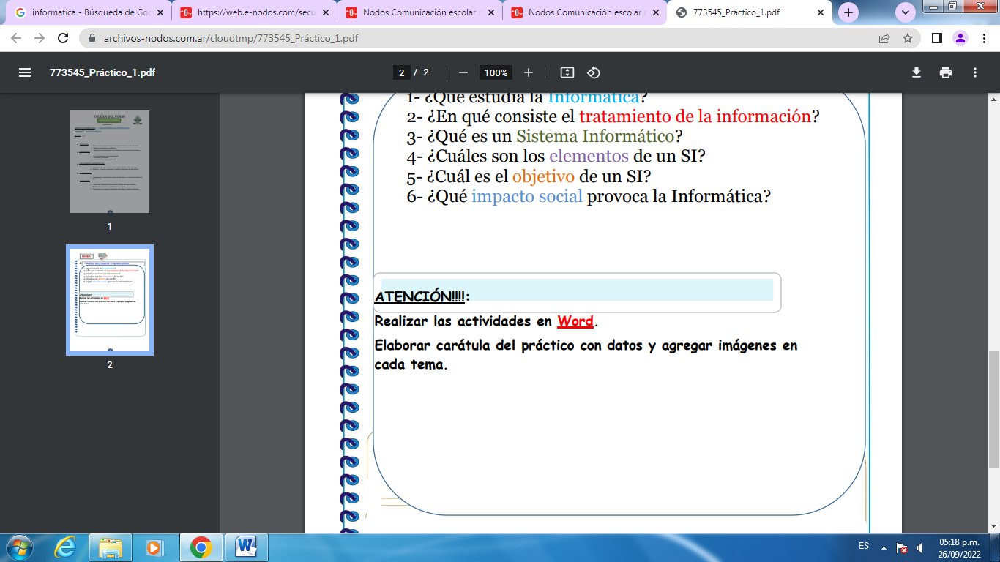 informatica - Búsqueda de Goo
https://web.e-nodos.com/secu
Nodos Comunicación escolar
Nodos Comunicación escolar
773545_Práctico_1.pdf
archivos-nodos.com.ar/cloudtmp/773545_Práctico_1.pdf
773545_Práctico_1.pdf
2 / 2
100%
1- ¿Qué estudia la Informática?
2- ¿En qué consiste el tratamiento de la información?
3- ¿Qué es un Sistema Informático?
4- ¿Cuáles son los elementos de un SI?
5- ¿Cuál es el objetivo de un SI?
6- ¿Qué impacto social provoca la Informática?
ATENCIÓN!!!!:
Realizar las actividades en Word.
Elaborar carátula del práctico con datos y agregar imágenes en
cada tema.
1
2
ES
05:18 p.m.
26/09/2022